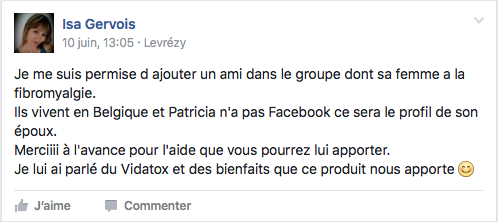 Isa Gervois
10 juin, 13:05 · Levrézy
Je me suis permise d ajouter un ami dans le groupe dont sa femme a la
fibromyalgie.
Ils vivent en Belgique et Patricia n'a pas Facebook ce sera le profil de son
époux.
Merciiii à l'avance pour l'aide que vous pourrez lui apporter.
Je lui ai parlé du Vidatox et des bienfaits que ce produit nous apporte 😊
J'aime Commenter